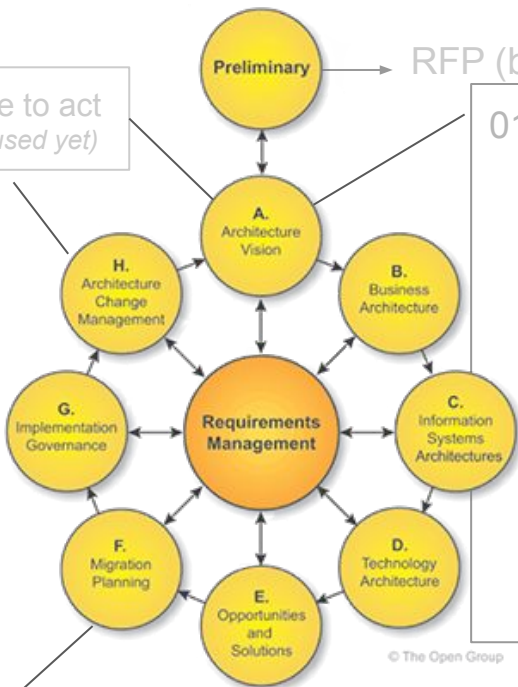 Preliminary
RFP (b
e to act
used yet)
01
A.
Architecture
Vision
H.
Architecture
Change
Management
B.
Business
Architecture
G.
Implementation
Governance
Requirements
Management
C.
Information
Systems
Architectures
F.
Migration
Planning
D.
Technology
Architecture
E.
Opportunities
and
Solutions
© The Open Group